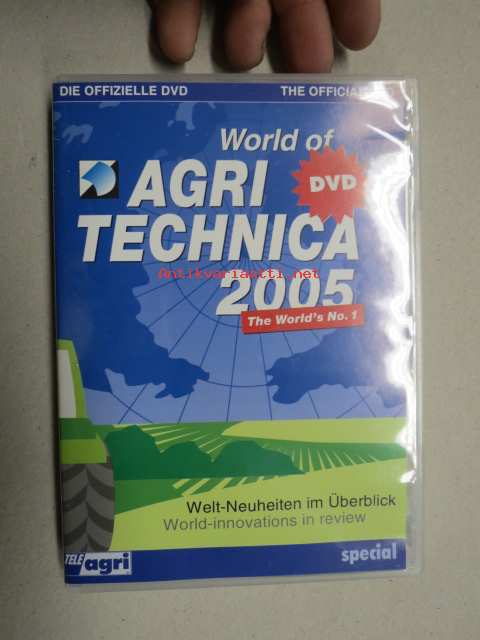 DIE OFFIZIELLE DVD
THE OFFICIAL
World of
DVD
AGRI
TECHNICA
Antikvariaatti.net
2005
The World's No. 1
Welt-Neuheiten im Überblick
World-innovations in review
TELE agri
special